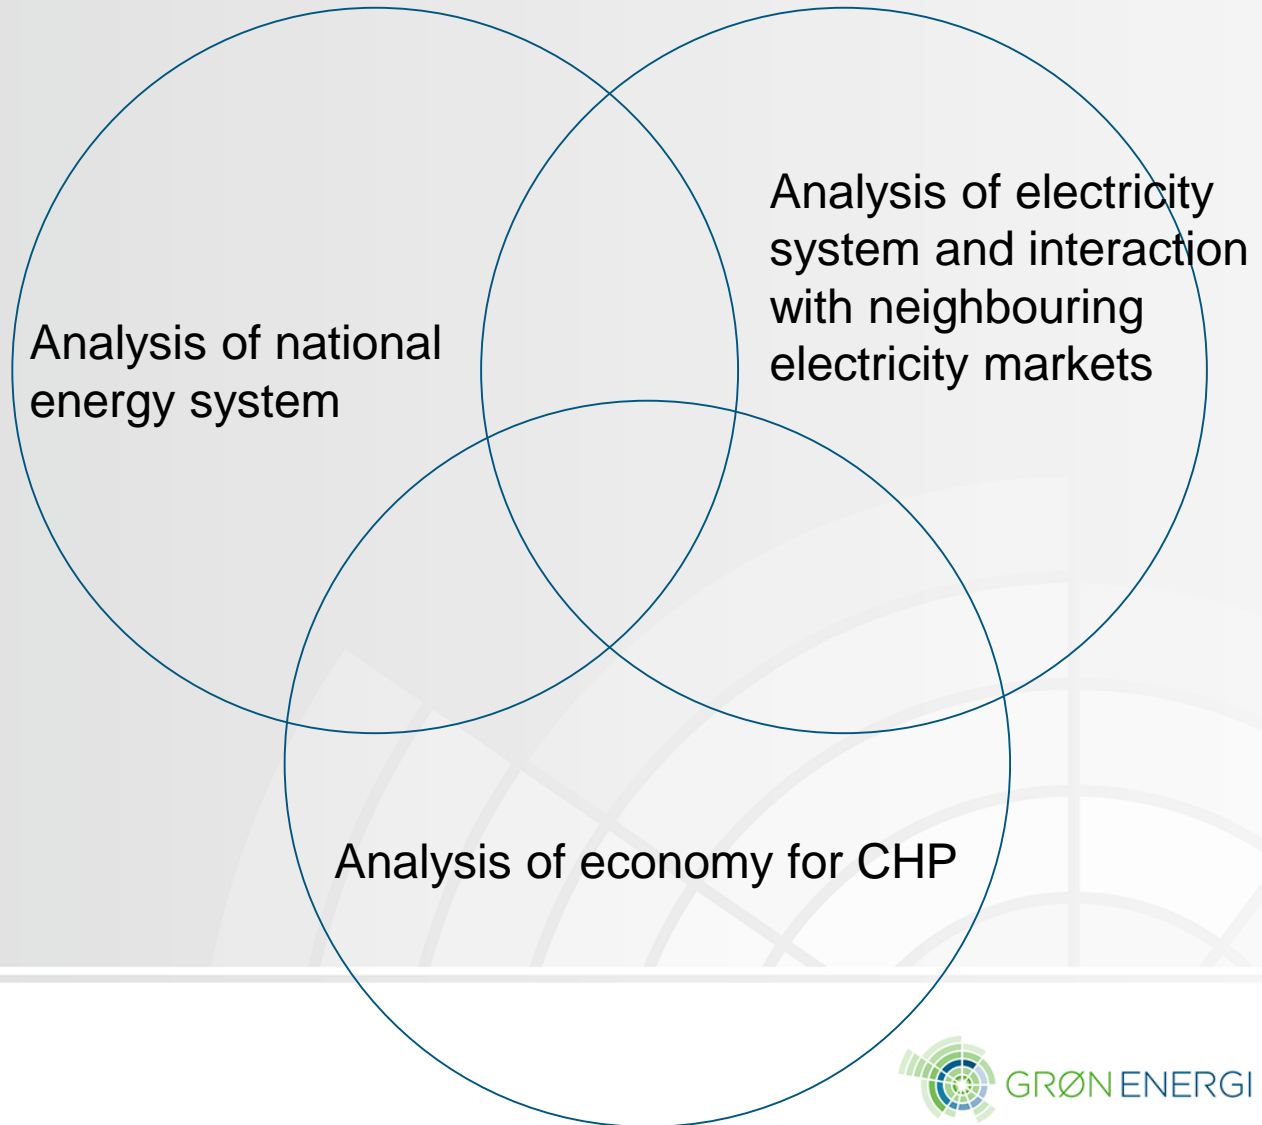 Analysis of national
energy system
Analysis of electricity
system and interaction
with neighbouring
electricity markets
Analysis of economy for CHP
GRØN ENERGI